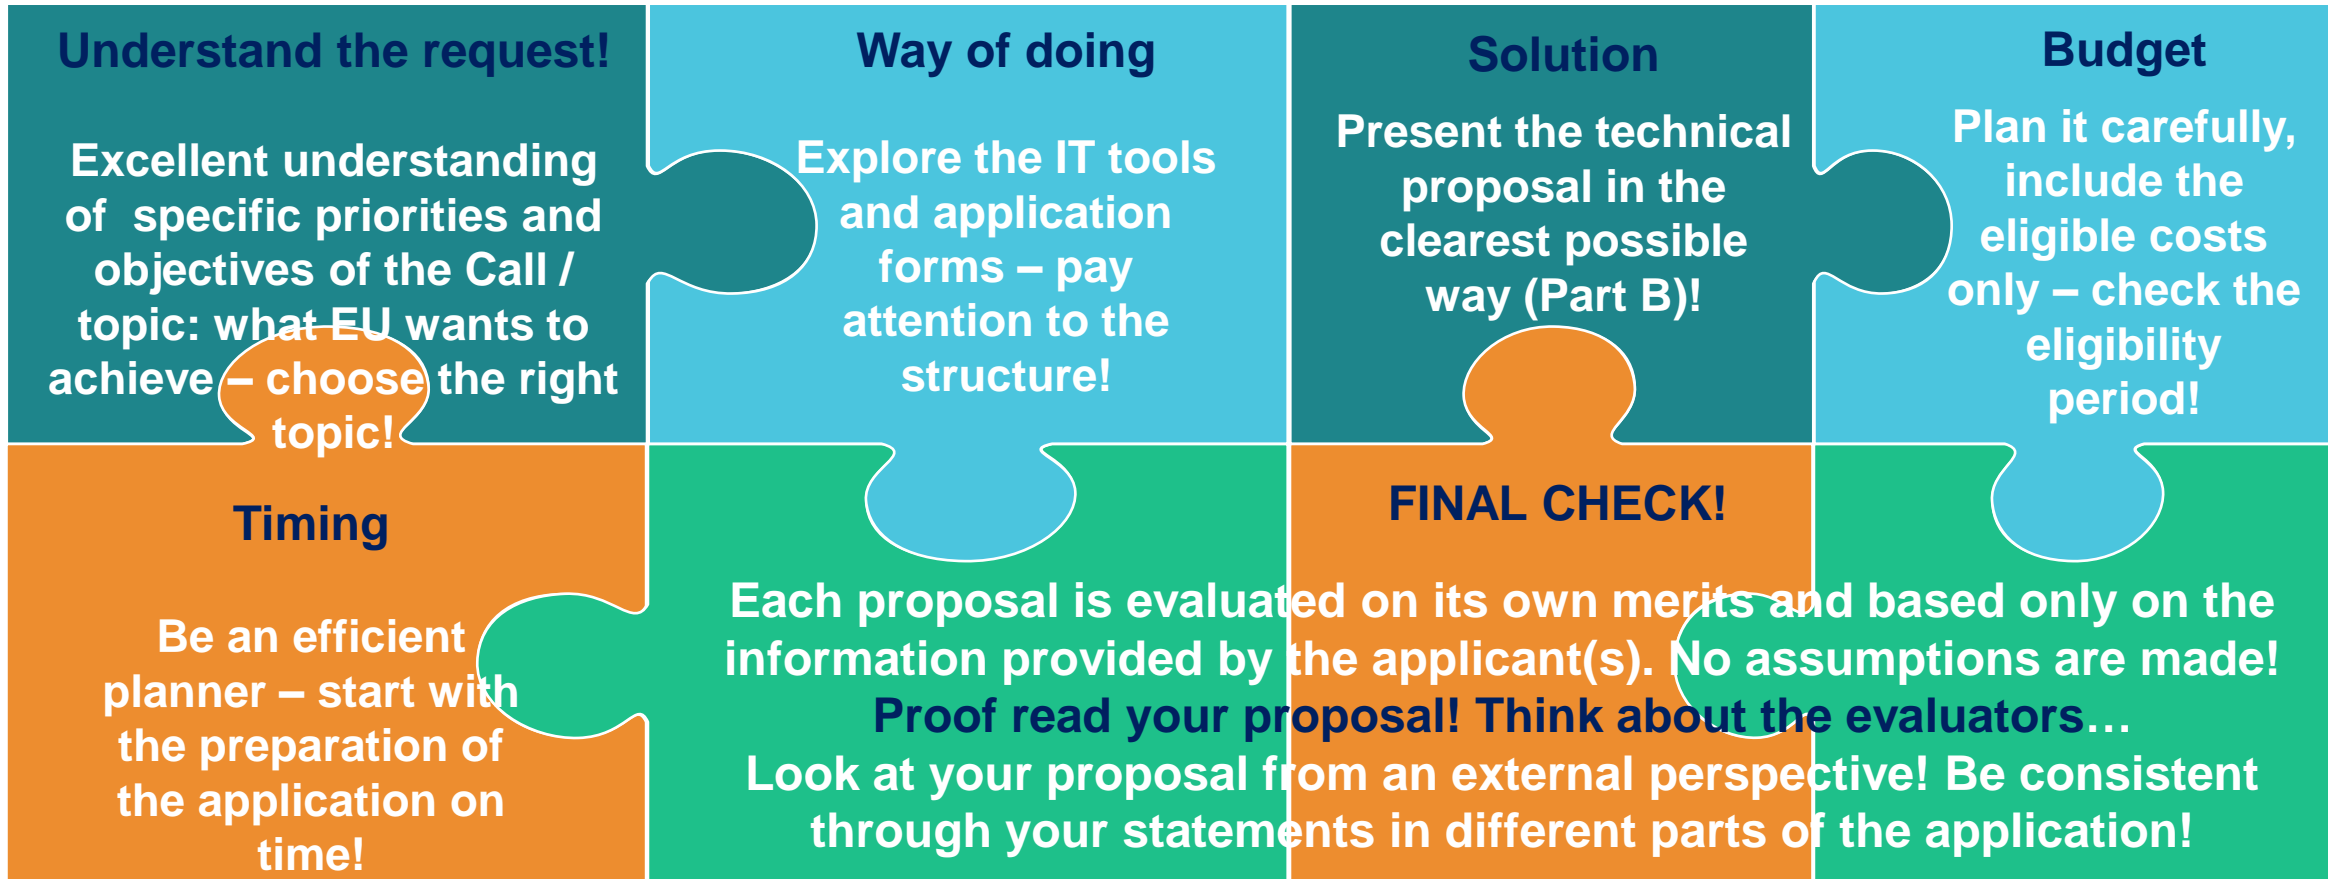 Understand the request!
Excellent understanding
of specific priorities and
objectives of the Call /
topic: what EU wants to
achieve – choose the right
topic!
Way of doing
Explore the IT tools
and application
forms – pay
attention to the
structure!
Solution
Present the technical
proposal in the
clearest possible
way (Part B)!
Budget
Plan it carefully,
include the
eligible costs
only – check the
eligibility
period!
Timing
Be an efficient
planner – start with
the preparation of
the application on
time!
FINAL CHECK!
Each proposal is evaluated on its own merits and based only on the
information provided by the applicant(s). No assumptions are made!
Proof read your proposal! Think about the evaluators…
Look at your proposal from an external perspective! Be consistent
through your statements in different parts of the application!